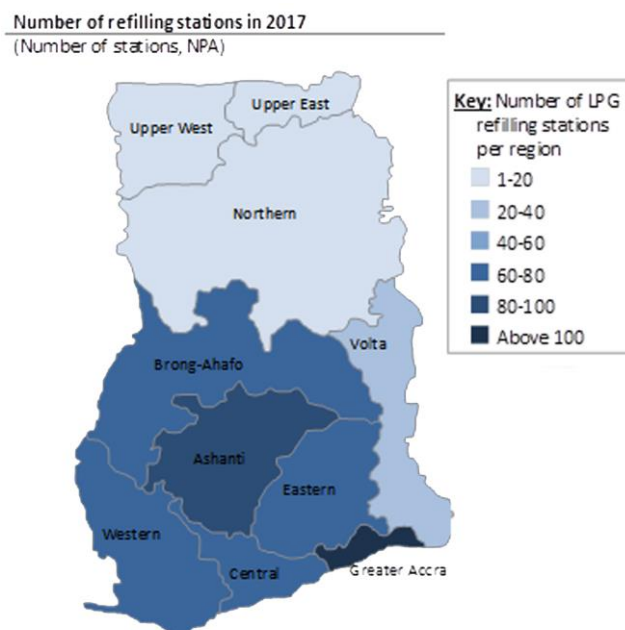 Number of refilling stations in 2017
(Number of stations, NPA)
Key: Number of LPG
refilling stations
per region
1-20
20-40
40-60
60-80
80-100
Above 100
Upper East
Upper West
Northern
Volta
Brong-Ahafo
Ashanti
Eastern
Western
Central
Greater Accra